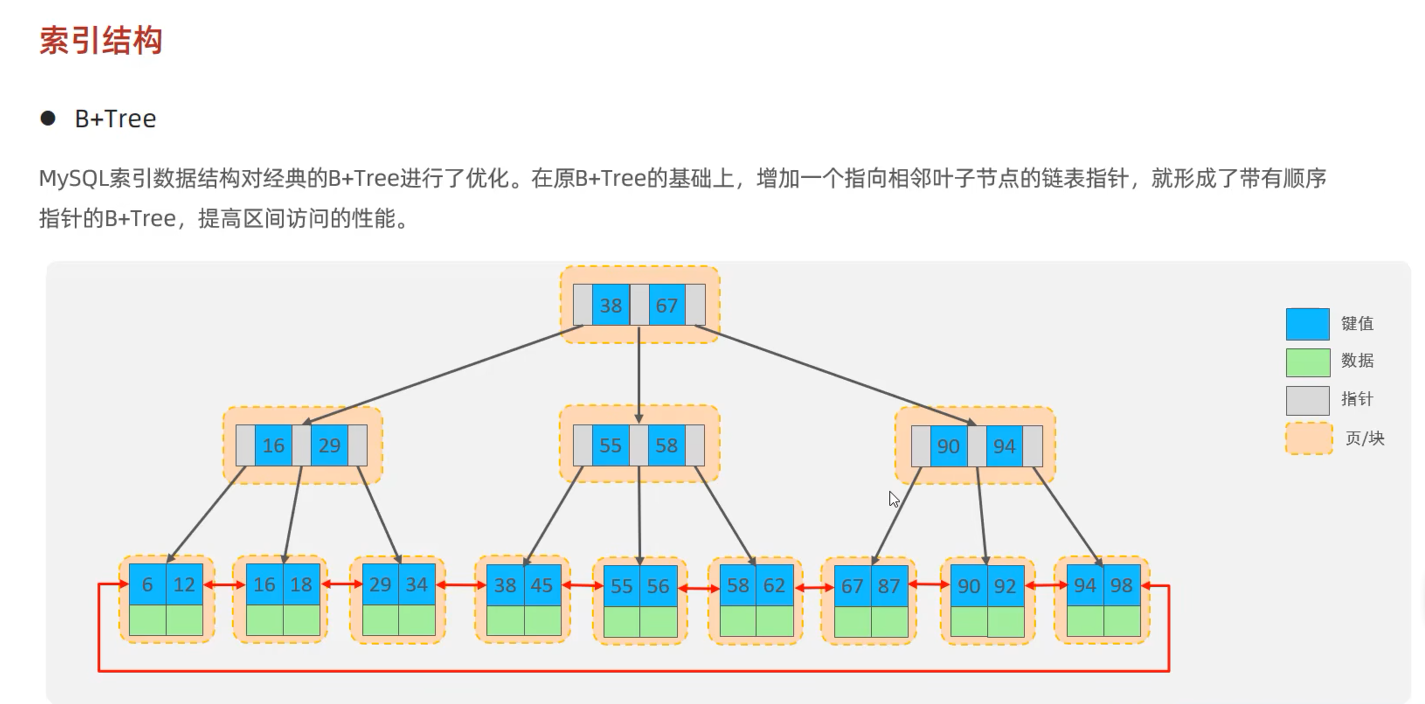 索引结构
● B+Tree
MySQL索引数据结构对经典的B+Tree进行了优化。在原B+Tree的基础上，增加一个指向相邻叶子节点的链表指针，就形成了带有顺序
指针的B+Tree，提高区间访问的性能。
38 67
键值
数据
指针
页/块
16 29 55 58 90 94
6 12 16 18 29 34 38 45 55 56 58 62 67 87 90 92 94 98